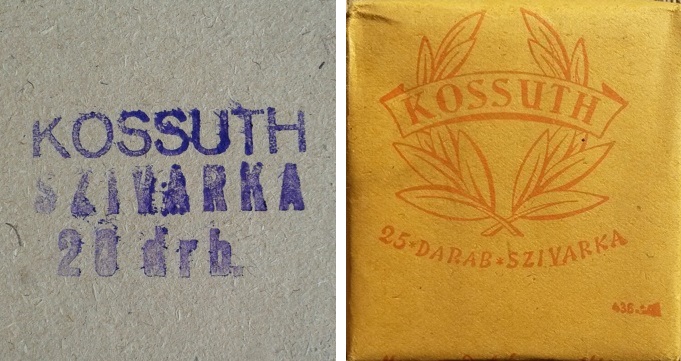 KOSSUTH
SZIVARKA
20 drb.
KOSSUTH
25*DARAB*SZIVARKA